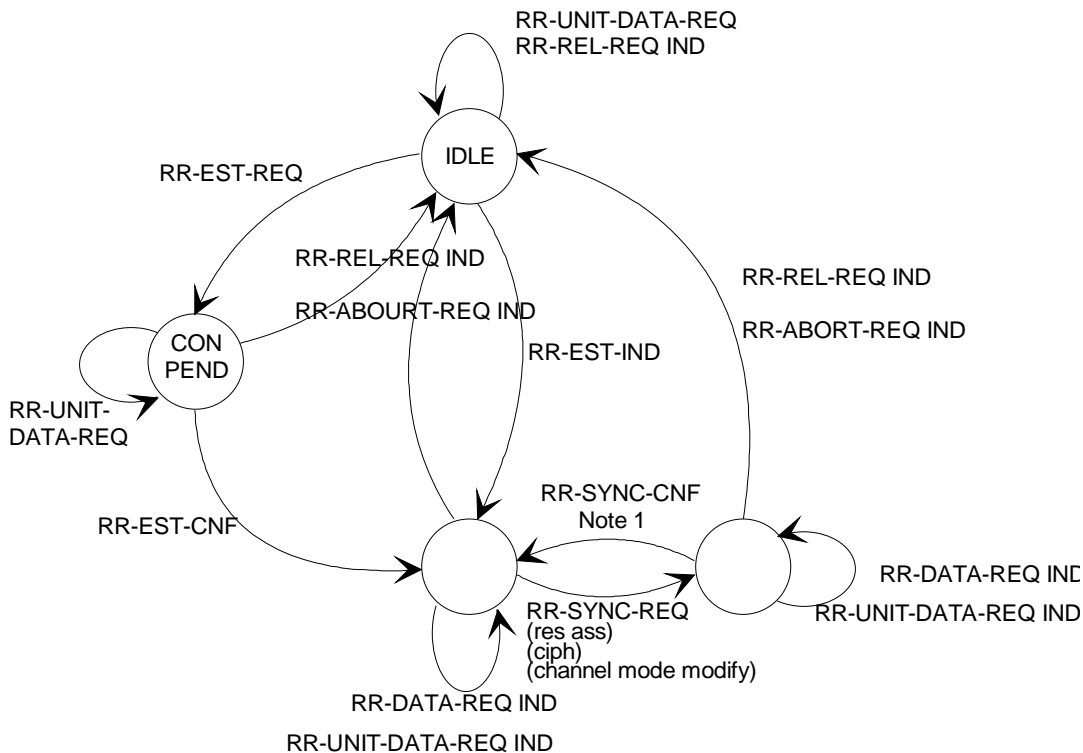 RR-UNIT-DATA-REQ
RR-REL-REQ IND
IDLE
RR-EST-REQ
RR-REL-REQ IND
RR-ABOURT-REQ IND
RR-REL-REQ IND
RR-ABORT-REQ IND
CON
PEND
RR-EST-IND
RR-UNIT-
DATA-REQ
RR-EST-CNF
RR-SYNC-CNF
Note 1
RR-DATA-REQ IND
RR-UNIT-DATA-REQ IND
RR-SYNC-REQ
(res ass)
(ciph)
(channel mode modify)
RR-DATA-REQ IND
RR-UNIT-DATA-REQ IND